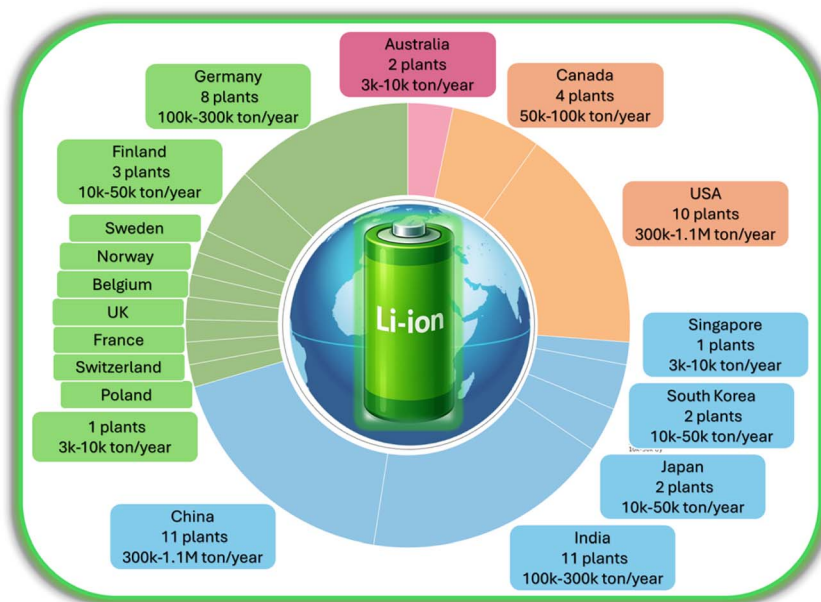 Australia
2 plants
3k-10k ton/year
Germany
8 plants
100k-300k ton/year
Canada
4 plants
50k-100k ton/year
Finland
3 plants
10k-50k ton/year
USA
10 plants
300k-1.1M ton/year
Sweden
Norway
Belgium
UK
France
Switzerland
Poland
1 plants
3k-10k ton/year
Li-ion
Singapore
1 plants
3k-10k ton/year
South Korea
2 plants
10k-50k ton/year
Japan
2 plants
10k-50k ton/year
China
11 plants
300k-1.1M ton/year
India
11 plants
100k-300k ton/year